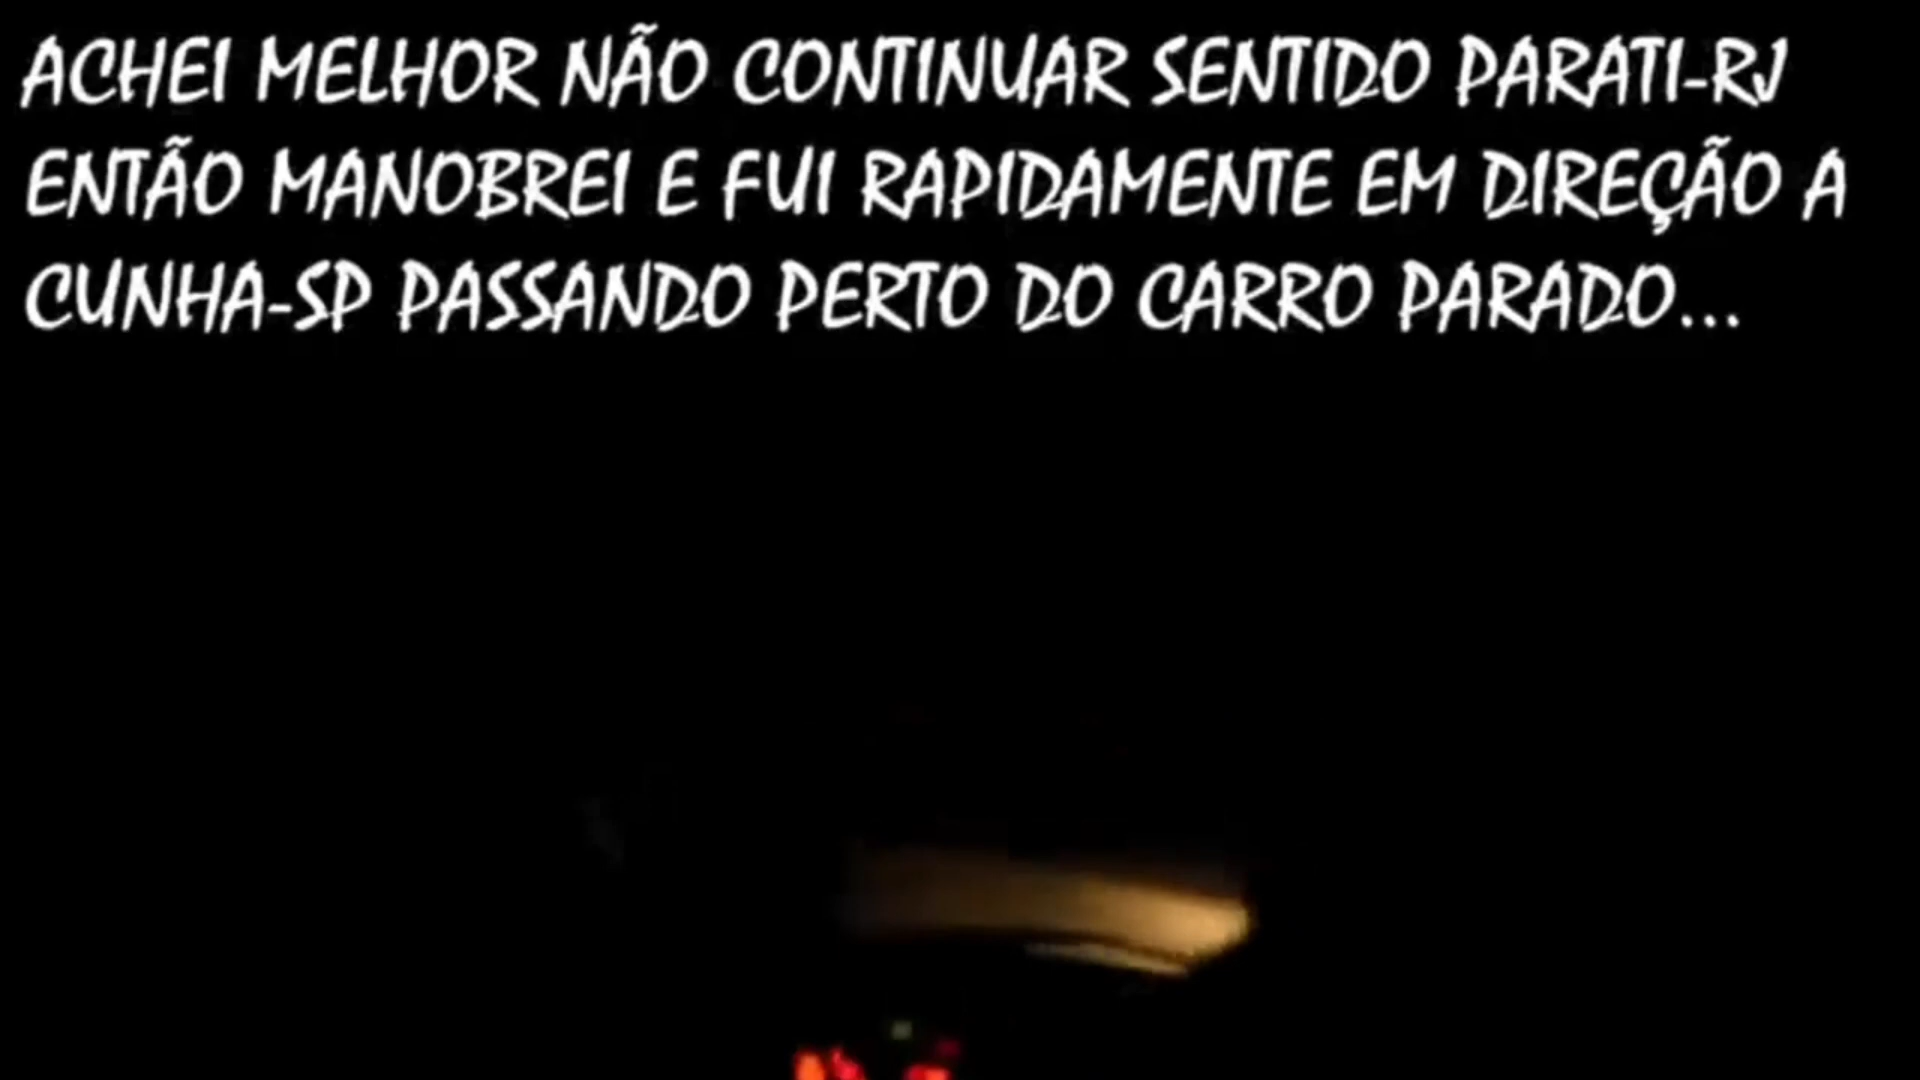 ACHEI MELHOR NÃO CONTINUAR SENTIDO PARATI-RJ
ENTÃO MANOBREI E FUI RAPIDAMENTE EM DIREÇÃO A
CUNHA-SP PASSANDO PERTO DO CARRO PARADO...